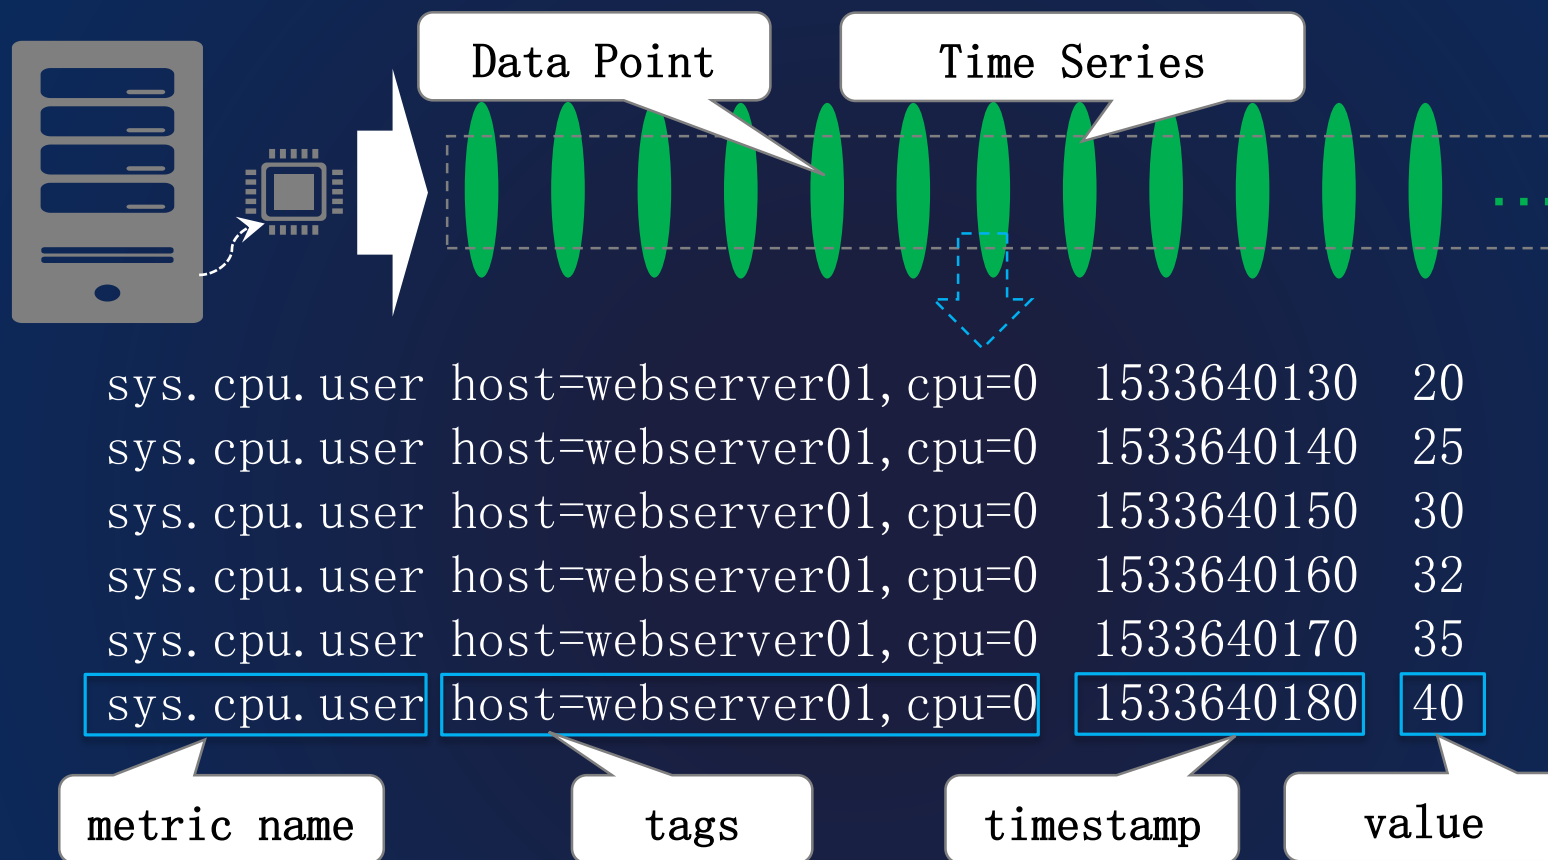 Data Point
Time Series
...
sys.cpu.user host=webserver01,cpu=0 1533640130 20
sys.cpu.user host=webserver01,cpu=0 1533640140 25
sys.cpu.user host=webserver01,cpu=0 1533640150 30
sys.cpu.user host=webserver01,cpu=0 1533640160 32
sys.cpu.user host=webserver01,cpu=0 1533640170 35
sys.cpu.user host=webserver01,cpu=0 1533640180 40
metric name
tags
timestamp
value